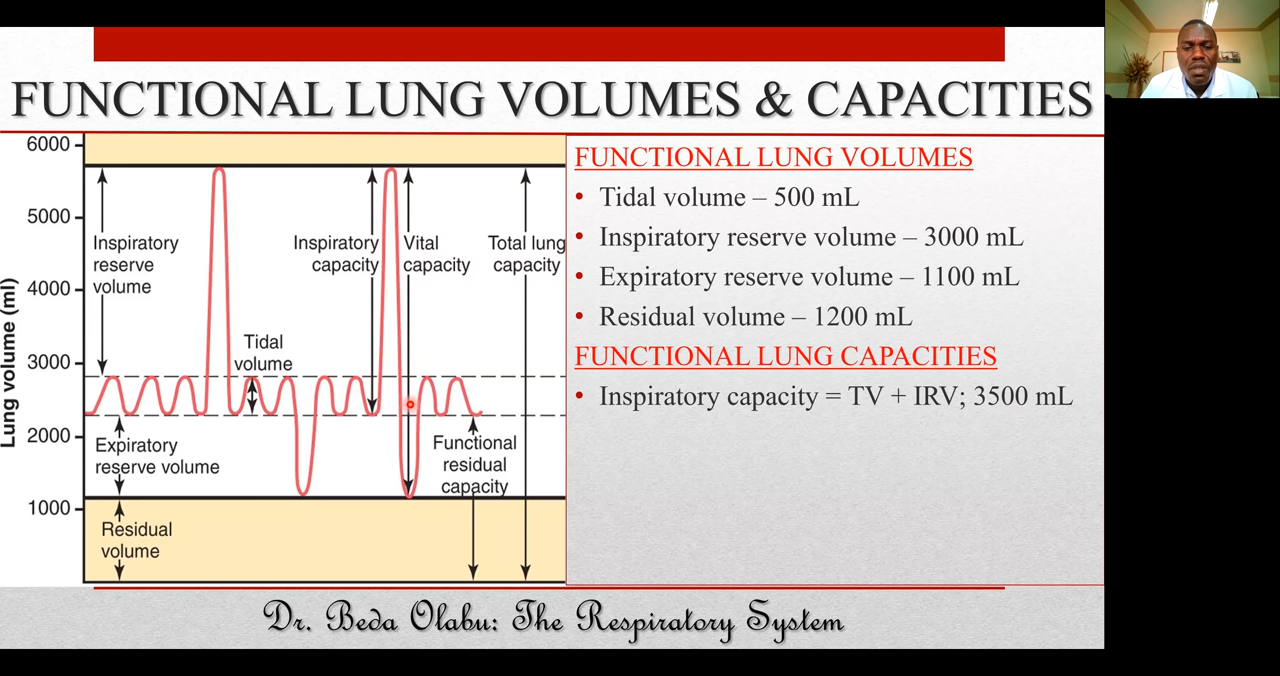 FUNCTIONAL LUNG VOLUMES & CAPACITIES
Lung volume (ml)
6000
5000
4000
3000
2000
1000
Inspiratory
reserve
volume
Tidal
volume
Inspiratory
capacity
Vital
capacity
Total lung
capacity
Expiratory
reserve volume
Functional
residual
capacity
Residual
volume
FUNCTIONAL LUNG VOLUMES
• Tidal volume – 500 mL
• Inspiratory reserve volume – 3000 mL
• Expiratory reserve volume – 1100 mL
• Residual volume – 1200 mL
FUNCTIONAL LUNG CAPACITIES
• Inspiratory capacity = TV + IRV; 3500 mL
Dr. Beda Olabu: The Respiratory System